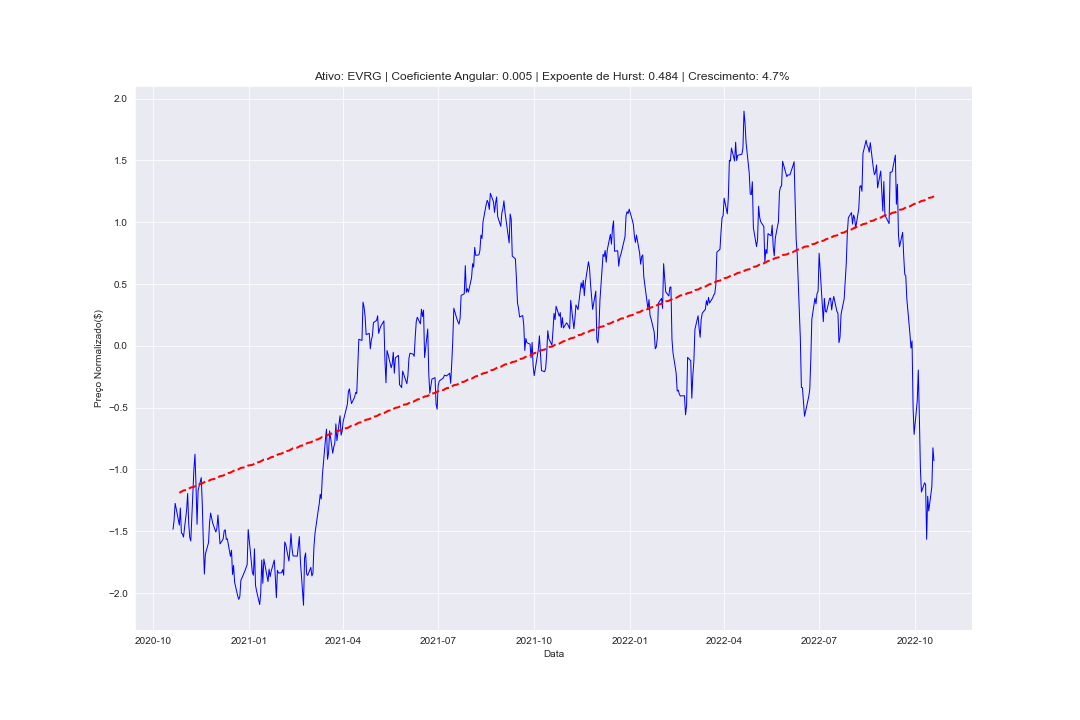 Ativo: EVRG | Coeficiente Angular: 0.005 | Expoente de Hurst: 0.484 | Crescimento: 4.7%
2.0
1.5
1.0
0.5
0.0
−0.5
−1.0
−1.5
−2.0
Preço Normalizado($)
2020-10 2021-01 2021-04 2021-07 2021-10 2022-01 2022-04 2022-07 2022-10
Data